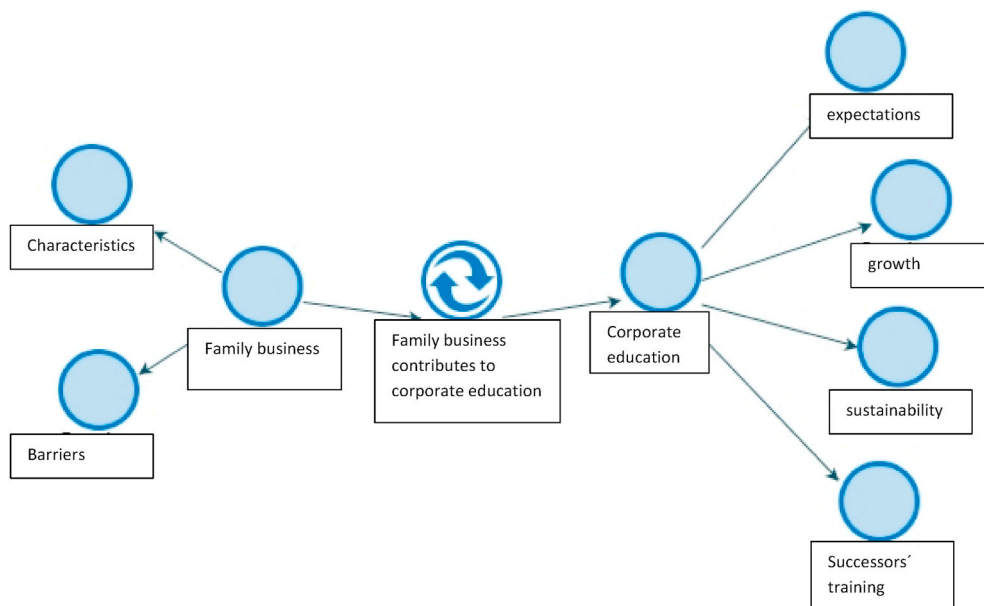 expectations
Characteristics
growth
Family business
Family business
contributes to
corporate education
Corporate
education
sustainability
Barriers
Successors´
training